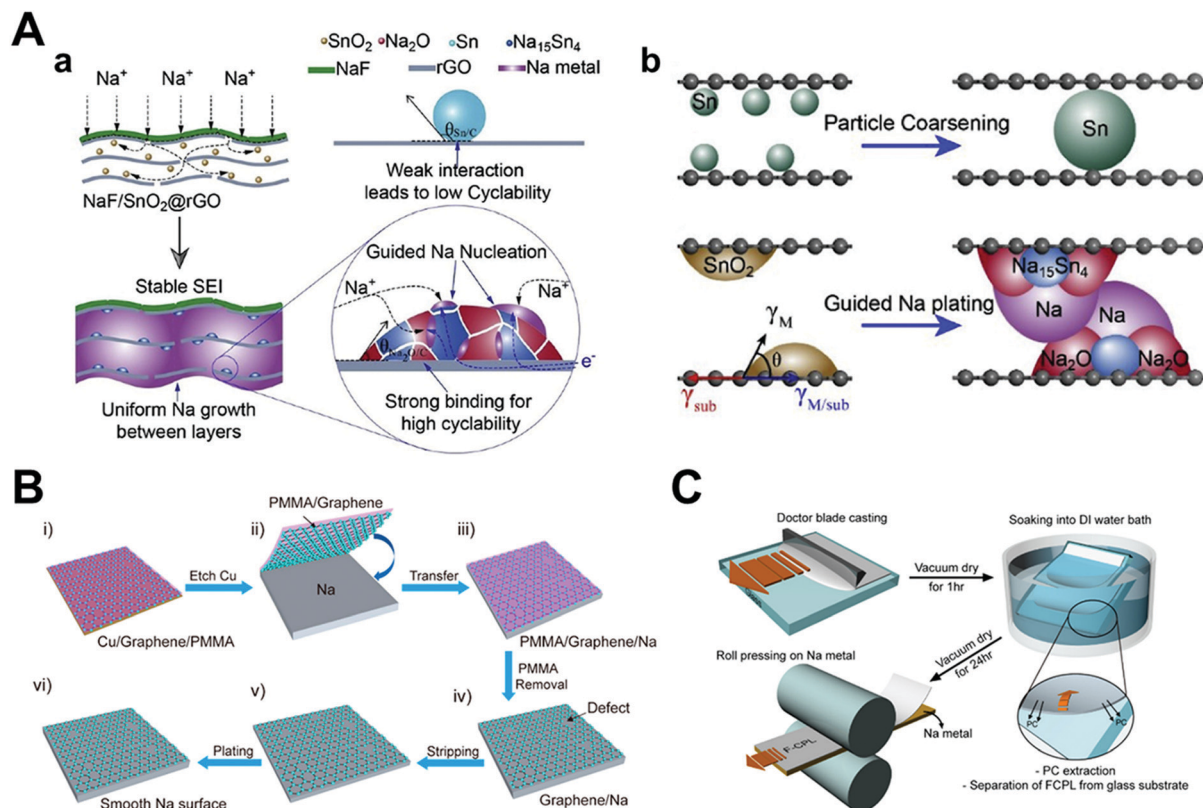 A
a
SnO2 Na2O Sn Na15Sn4
NaF rGO Na metal
Na+ Na+ Na+
NaF/SnO2@rGO
Stable SEI
Uniform Na growth
between layers
θSn/C
Weak interaction
leads to low Cyclability
Guided Na Nucleation
Na+ Na+
θNa2O/C
e-
Strong binding for
high cyclability
b
Sn
Particle Coarsening
Sn
SnO2
Guided Na plating
Na15Sn4
Na
Na
Na2O Na2O
γM
θ
γsub
γM/sub
B
i)
Cu/Graphene/PMMA
Etch Cu
ii)
PMMA/Graphene
Na
Transfer
iii)
PMMA/Graphene/Na
PMMA
Removal
iv)
Defect
Graphene/Na
Stripping
v)
Plating
vi)
Smooth Na surface
C
Doctor blade casting
Vacuum dry
for 1hr
Soaking into DI water bath
PC PC
- PC extraction
- Separation of FCPL from glass substrate
Vacuum dry
for 24hr
Roll pressing on Na metal
F-CPL
Na metal